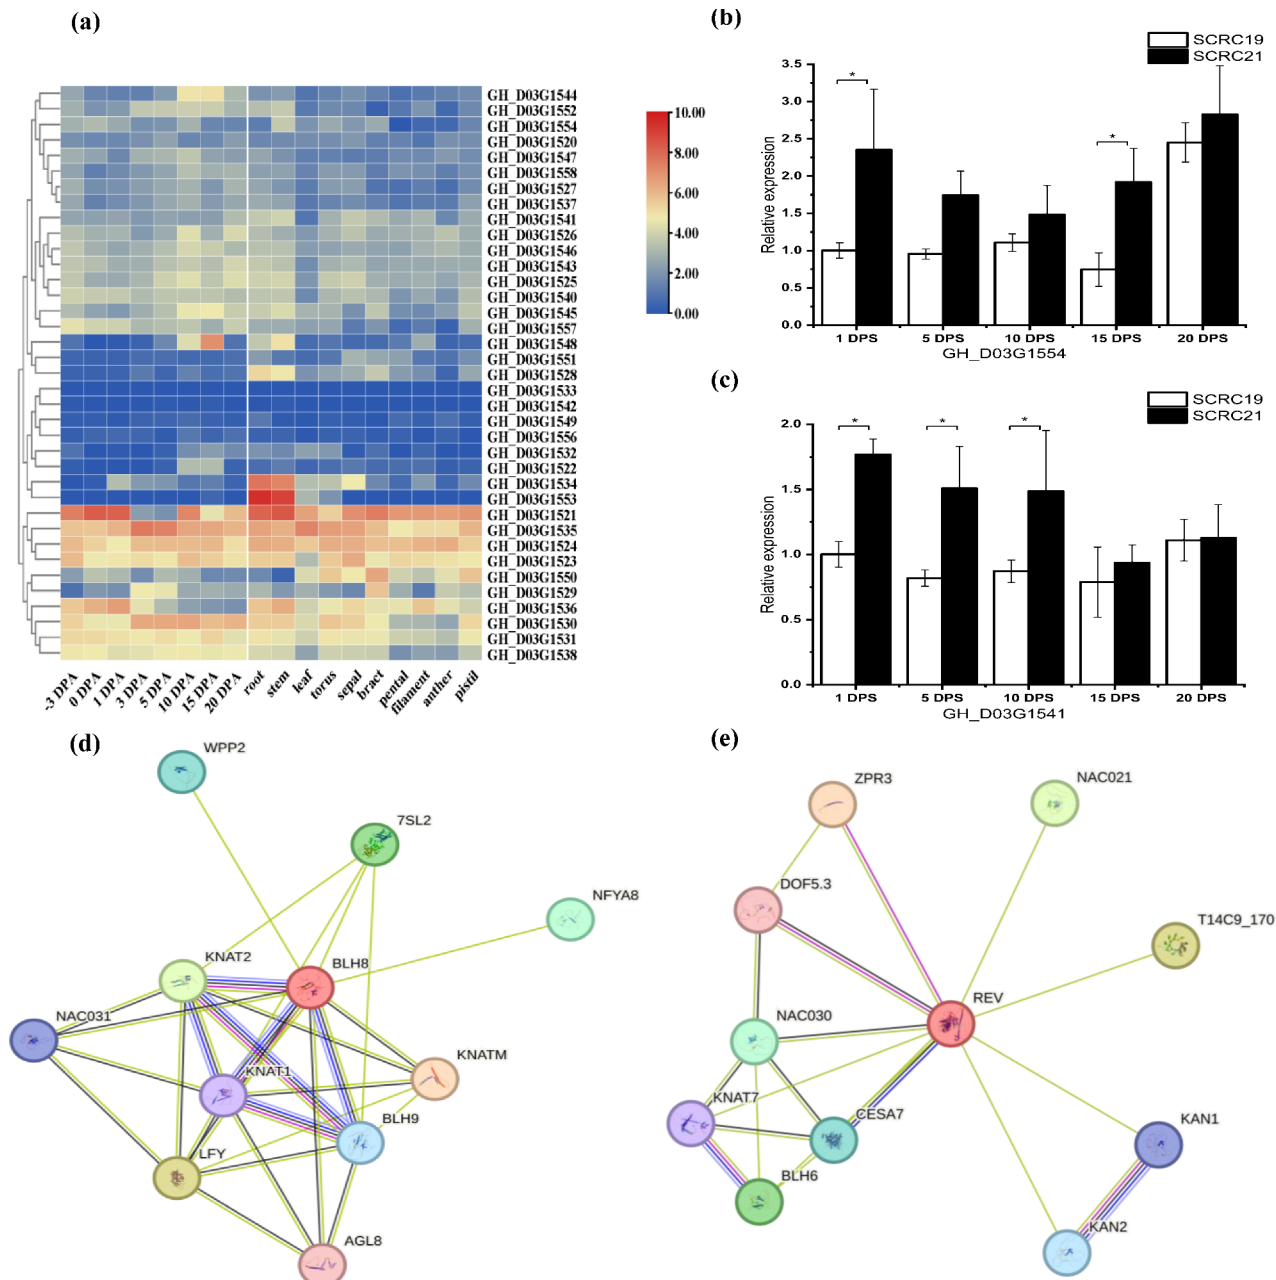 (a)
GH_D03G1544
GH_D03G1552
GH_D03G1554
GH_D03G1520
GH_D03G1547
GH_D03G1558
GH_D03G1527
GH_D03G1537
GH_D03G1541
GH_D03G1526
GH_D03G1546
GH_D03G1543
GH_D03G1525
GH_D03G1540
GH_D03G1545
GH_D03G1557
GH_D03G1548
GH_D03G1551
GH_D03G1528
GH_D03G1533
GH_D03G1542
GH_D03G1549
GH_D03G1556
GH_D03G1532
GH_D03G1522
GH_D03G1534
GH_D03G1553
GH_D03G1521
GH_D03G1535
GH_D03G1524
GH_D03G1523
GH_D03G1550
GH_D03G1529
GH_D03G1536
GH_D03G1530
GH_D03G1531
GH_D03G1538
-3 DPA
0 DPA
1 DPA
3 DPA
5 DPA
10 DPA
15 DPA
20 DPA
root
stem
leaf
torus
sepal
bract
pental
filament
anther
pistil
10.00
8.00
6.00
4.00
2.00
0.00
(b)
SCRC19
SCRC21
Relative expression
3.5
3.0
2.5
2.0
1.5
1.0
0.5
0.0
*
*
1 DPS 5 DPS 10 DPS 15 DPS 20 DPS
GH_D03G1554
(c)
SCRC19
SCRC21
Relative expression
2.0
1.5
1.0
0.5
0.0
*
*
*
1 DPS 5 DPS 10 DPS 15 DPS 20 DPS
GH_D03G1541
(d)
WPP2
7SL2
NFYA8
KNAT2
BLH8
NAC031
KNATM
KNAT1
BLH9
LFY
AGL8
(e)
ZPR3
NAC021
DOF5.3
T14C9_170
REV
NAC030
KNAT7
CESA7
KAN1
BLH6
KAN2